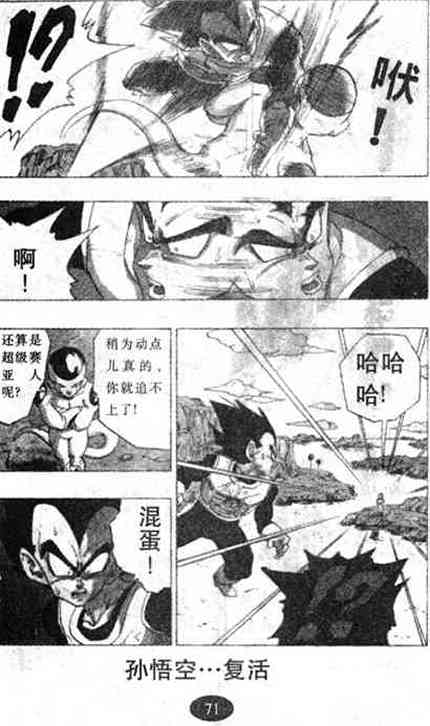 咻！
!?
啊！
哈哈
哈!
!?
稍为动点
儿真的，
你就追不
上了!
还算是
超级赛
亚人
呢?
混蛋！
孙悟空…复活
71